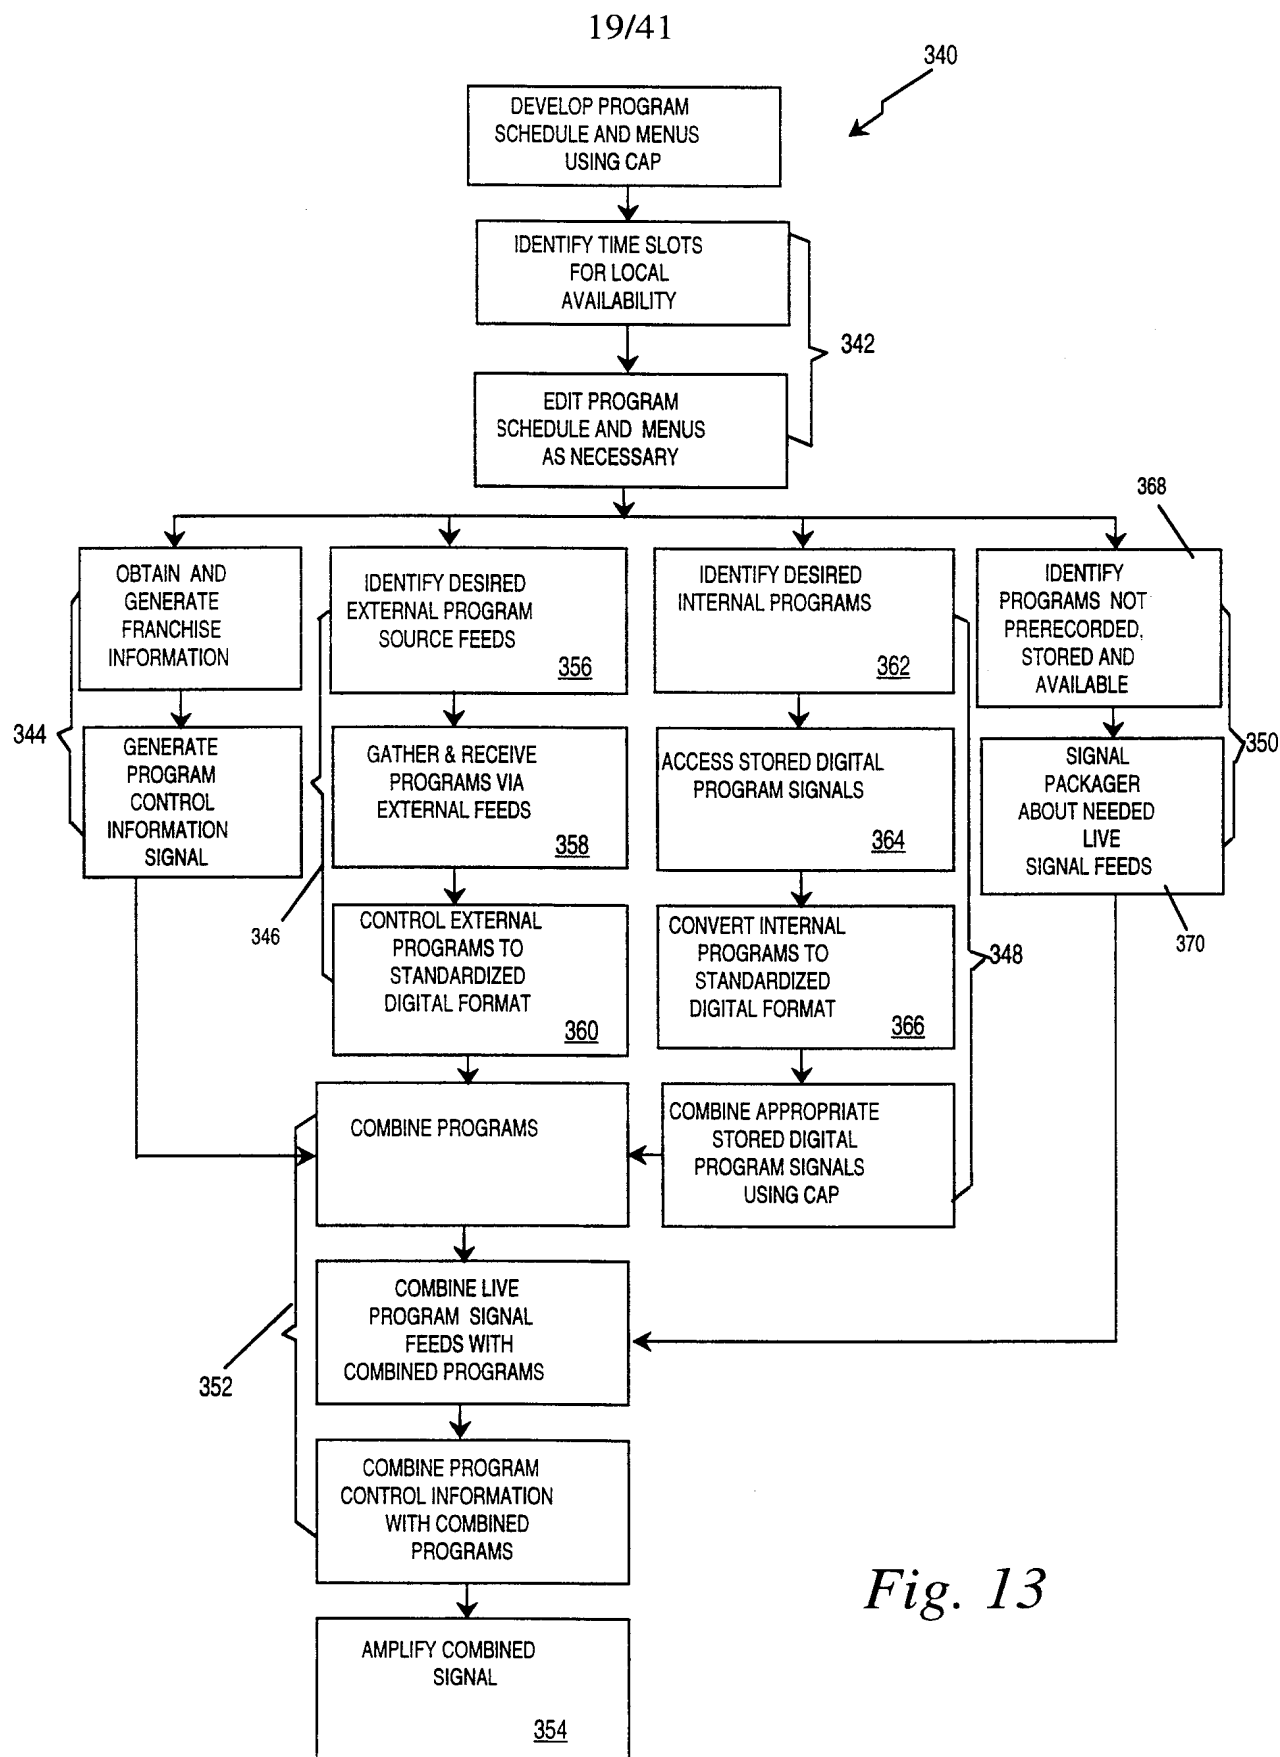 19/41
340
DEVELOP PROGRAM
SCHEDULE AND MENUS
USING CAP
IDENTIFY TIME SLOTS
FOR LOCAL
AVAILABILITY
342
EDIT PROGRAM
SCHEDULE AND MENUS
AS NECESSARY
368
OBTAIN AND
GENERATE
FRANCHISE
INFORMATION
IDENTIFY DESIRED
EXTERNAL PROGRAM
SOURCE FEEDS
356
IDENTIFY DESIRED
INTERNAL PROGRAMS
362
IDENTIFY
PROGRAMS NOT
PRERECORDED,
STORED AND
AVAILABLE
344
350
GENERATE
PROGRAM
CONTROL
INFORMATION
SIGNAL
GATHER & RECEIVE
PROGRAMS VIA
EXTERNAL FEEDS
358
ACCESS STORED DIGITAL
PROGRAM SIGNALS
364
SIGNAL
PACKAGER
ABOUT NEEDED
LIVE
SIGNAL FEEDS
346
370
CONTROL EXTERNAL
PROGRAMS TO
STANDARDIZED
DIGITAL FORMAT
360
CONVERT INTERNAL
PROGRAMS TO
STANDARDIZED
DIGITAL FORMAT
366
348
COMBINE PROGRAMS
COMBINE APPROPRIATE
STORED DIGITAL
PROGRAM SIGNALS
USING CAP
COMBINE LIVE
PROGRAM SIGNAL
FEEDS WITH
COMBINED PROGRAMS
352
COMBINE PROGRAM
CONTROL INFORMATION
WITH COMBINED
PROGRAMS
Fig. 13
AMPLIFY COMBINED
SIGNAL
354